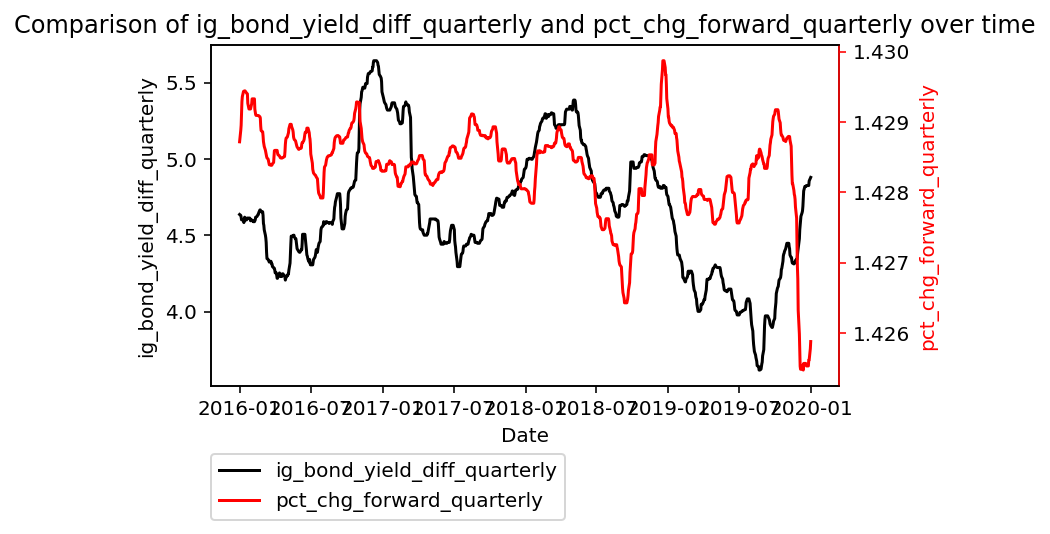 Comparison of ig_bond_yield_diff_quarterly and pct_chg_forward_quarterly over time
ig_bond_yield_diff_quarterly
5.5
5.0
4.5
4.0
1.430
1.429
1.428
1.427
1.426
pct_chg_forward_quarterly
2016-01 2016-07 2017-01 2017-07 2018-01 2018-07 2019-01 2019-07 2020-01
Date
ig_bond_yield_diff_quarterly
pct_chg_forward_quarterly